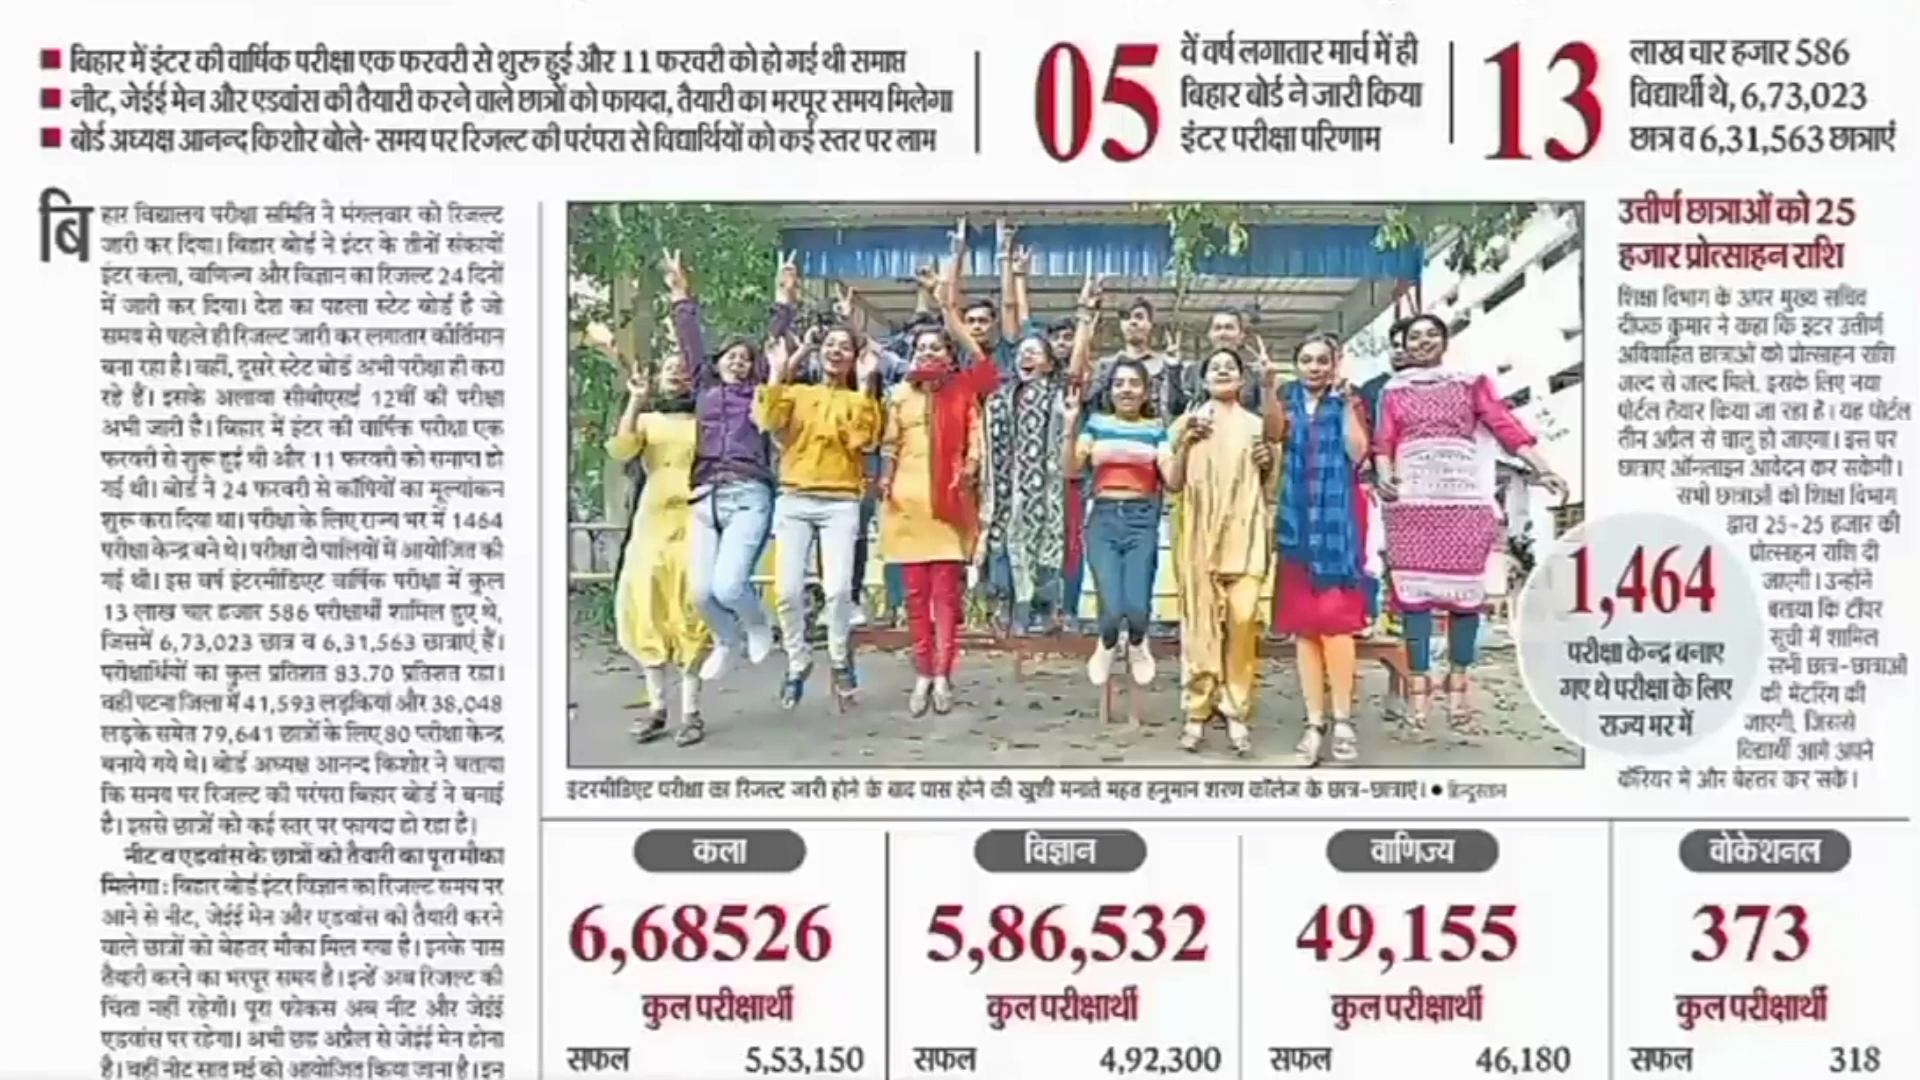 ■ बिहार में इंटर की वार्षिक परीक्षा एक फरवरी से शुरू हुई और 11 फरवरी को हो गई थी समाप्त
■ नीट, जेईई मेन और एडवांस की तैयारी करने वाले छात्रों को फायदा, तैयारी का भरपूर समय मिलेगा
■ बोर्ड अध्यक्ष आनन्द किशोर बोले- समय पर रिजल्ट की परंपरा से विद्यार्थियों को कई स्तर पर लाभ
05
वें वर्ष लगातार मार्च में ही
बिहार बोर्ड ने जारी किया
इंटर परीक्षा परिणाम
13
लाख चार हजार 586
विद्यार्थी थे, 6,73,023
छात्र व 6,31,563 छात्राएं
बिहार विद्यालय परीक्षा समिति ने मंगलवार को रिजल्ट
जारी कर दिया। बिहार बोर्ड ने इंटर के तीनों संकायों
इंटर कला, वाणिज्य और विज्ञान का रिजल्ट 24 दिनों
में जारी कर दिया। देश का पहला स्टेट बोर्ड है जो
समय से पहले ही रिजल्ट जारी कर लगातार कीर्तिमान
बना रहा है। वहीं, दूसरे स्टेट बोर्ड अभी परीक्षा ही करा
रहे हैं। इसके अलावा सीबीएसई 12वीं की परीक्षा
अभी जारी है। बिहार में इंटर की वार्षिक परीक्षा एक
फरवरी से शुरू हुई थी और 11 फरवरी को समाप्त हो
गई थी। बोर्ड ने 24 फरवरी से कॉपियों का मूल्यांकन
शुरू करा दिया था। परीक्षा के लिए राज्य भर में 1464
परीक्षा केन्द्र बने थे। परीक्षा दो पालियों में आयोजित की
गई थी। इस वर्ष इंटरमीडिएट वार्षिक परीक्षा में कुल
13 लाख चार हजार 586 परीक्षार्थी शामिल हुए थे,
जिसमें 6,73,023 छात्र व 6,31,563 छात्राएं हैं।
परीक्षार्थियों का कुल प्रतिशत 83.70 प्रतिशत रहा।
वहीं पटना जिला में 41,593 लड़कियां और 38,048
लड़के समेत 79,641 छात्रों के लिए 80 परीक्षा केन्द्र
बनाये गये थे। बोर्ड अध्यक्ष आनन्द किशोर ने बताया
कि समय पर रिजल्ट की परंपरा बिहार बोर्ड ने बनाई
है। इससे छात्रों को कई स्तर पर फायदा हो रहा है।
नीट व एडवांस के छात्रों को तैयारी का पूरा मौका
मिलेगा : बिहार बोर्ड इंटर विज्ञान का रिजल्ट समय पर
आने से नीट, जेईई मेन और एडवांस की तैयारी करने
वाले छात्रों को बेहतर मौका मिल गया है। इनके पास
तैयारी करने का भरपूर समय है। इन्हें अब रिजल्ट की
चिंता नहीं रहेगी। पूरा फोकस अब नीट और जेईई
एडवांस पर रहेगा। अभी छह अप्रैल से जेईई मेन होना
है। वहीं नीट सात मई को आयोजित किया जाना है। इन
इंटरमीडिएट परीक्षा का रिजल्ट जारी होने के बाद पास होने की खुशी मनाते महंत हनुमान शरण कॉलेज के छात्र-छात्राएं। ● हिन्दुस्तान
उत्तीर्ण छात्राओं को 25
हजार प्रोत्साहन राशि
शिक्षा विभाग के अपर मुख्य सचिव
दीपक कुमार ने कहा कि इंटर उत्तीर्ण
अविवाहित छात्राओं को प्रोत्साहन राशि
जल्द से जल्द मिले, इसके लिए नया
पोर्टल तैयार किया जा रहा है। यह पोर्टल
तीन अप्रैल से चालू हो जाएगा। इस पर
छात्राएं ऑनलाइन आवेदन कर सकेंगी।
सभी छात्राओं को शिक्षा विभाग
द्वारा 25-25 हजार की
प्रोत्साहन राशि दी
जाएगी। उन्होंने
बताया कि टॉपर
सूची में शामिल
सभी छात्र-छात्राओं
की मेंटरिंग की
जाएगी, जिससे
विद्यार्थी आगे अपने
कॅरियर में और बेहतर कर सकें।
1,464
परीक्षा केन्द्र बनाए
गए थे परीक्षा के लिए
राज्य भर में
कला
6,68526
कुल परीक्षार्थी
सफल 5,53,150
विज्ञान
5,86,532
कुल परीक्षार्थी
सफल 4,92,300
वाणिज्य
49,155
कुल परीक्षार्थी
सफल 46,180
वोकेशनल
373
कुल परीक्षार्थी
सफल 318